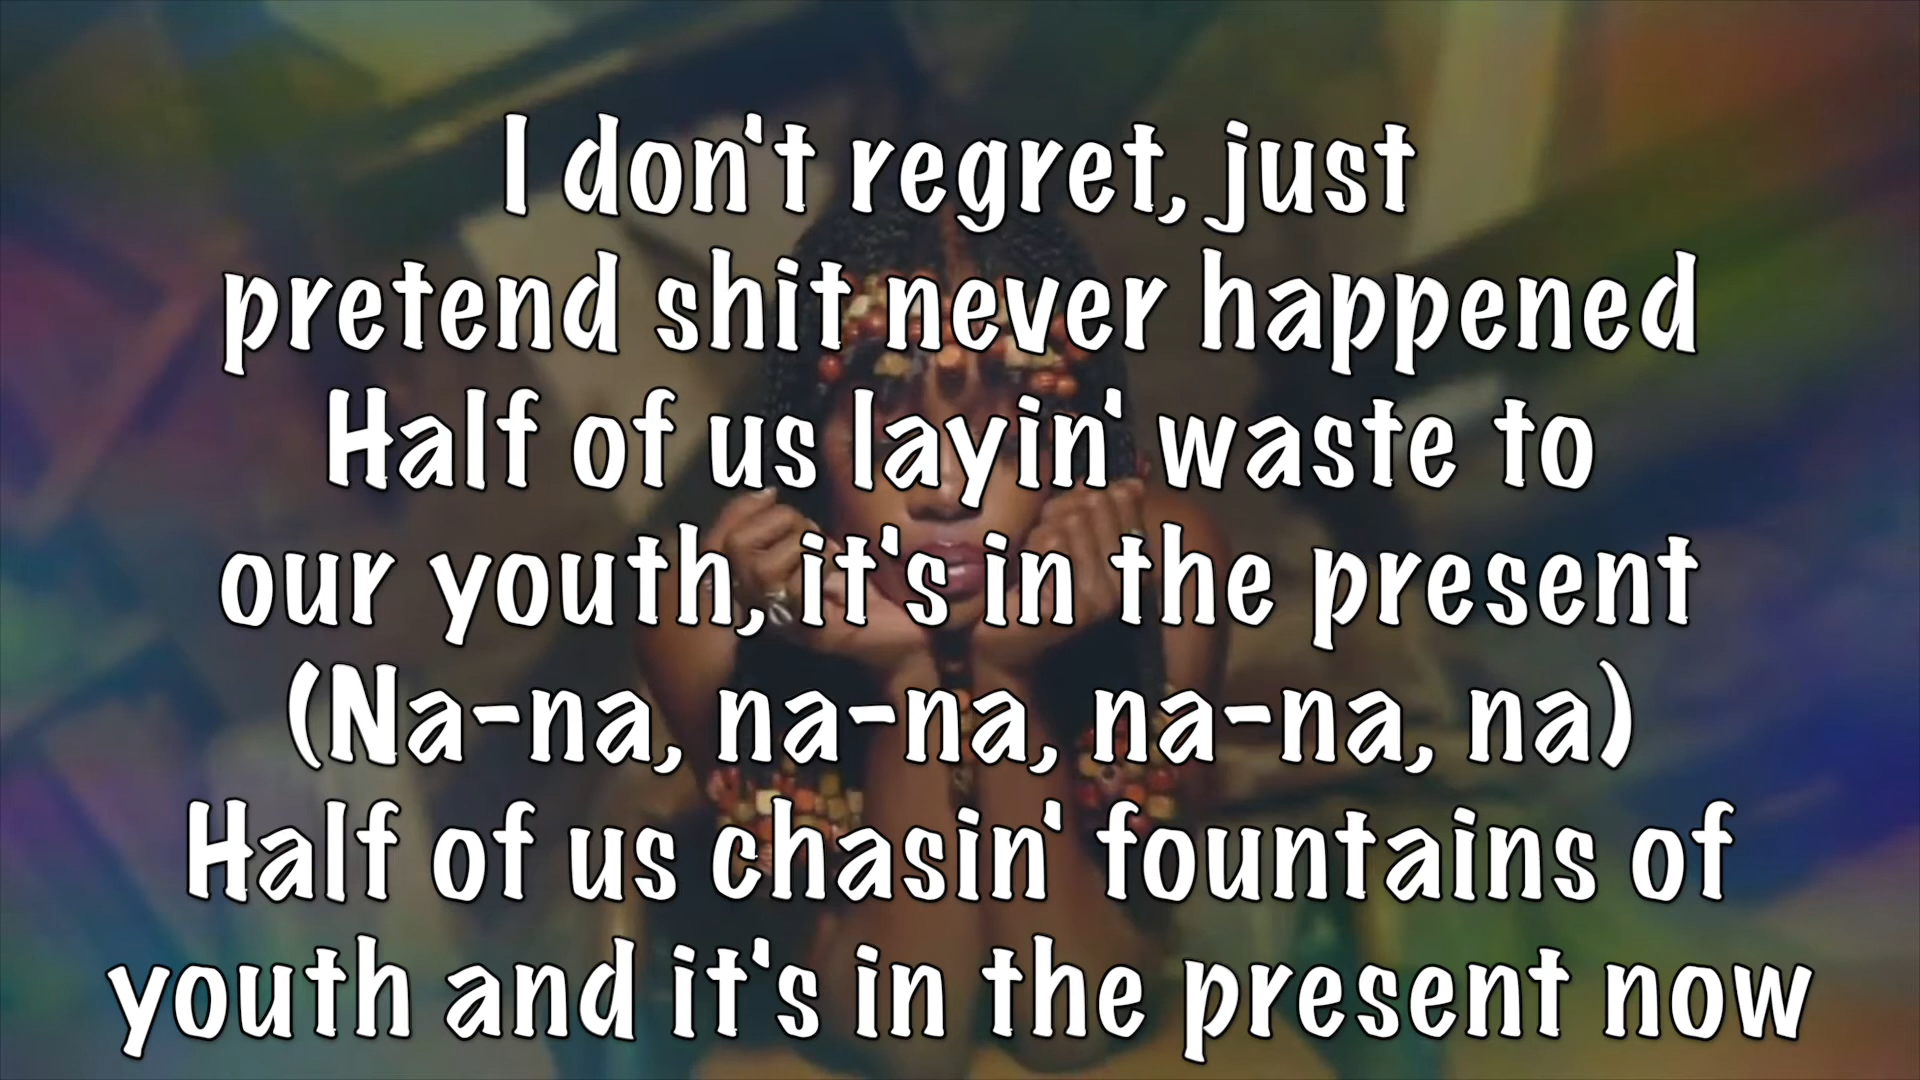 I don't regret, just
pretend shit never happened
Half of us layin' waste to
our youth, it's in the present
(Na-na, na-na, na-na, na)
Half of us chasin' fountains of
youth and it's in the present now